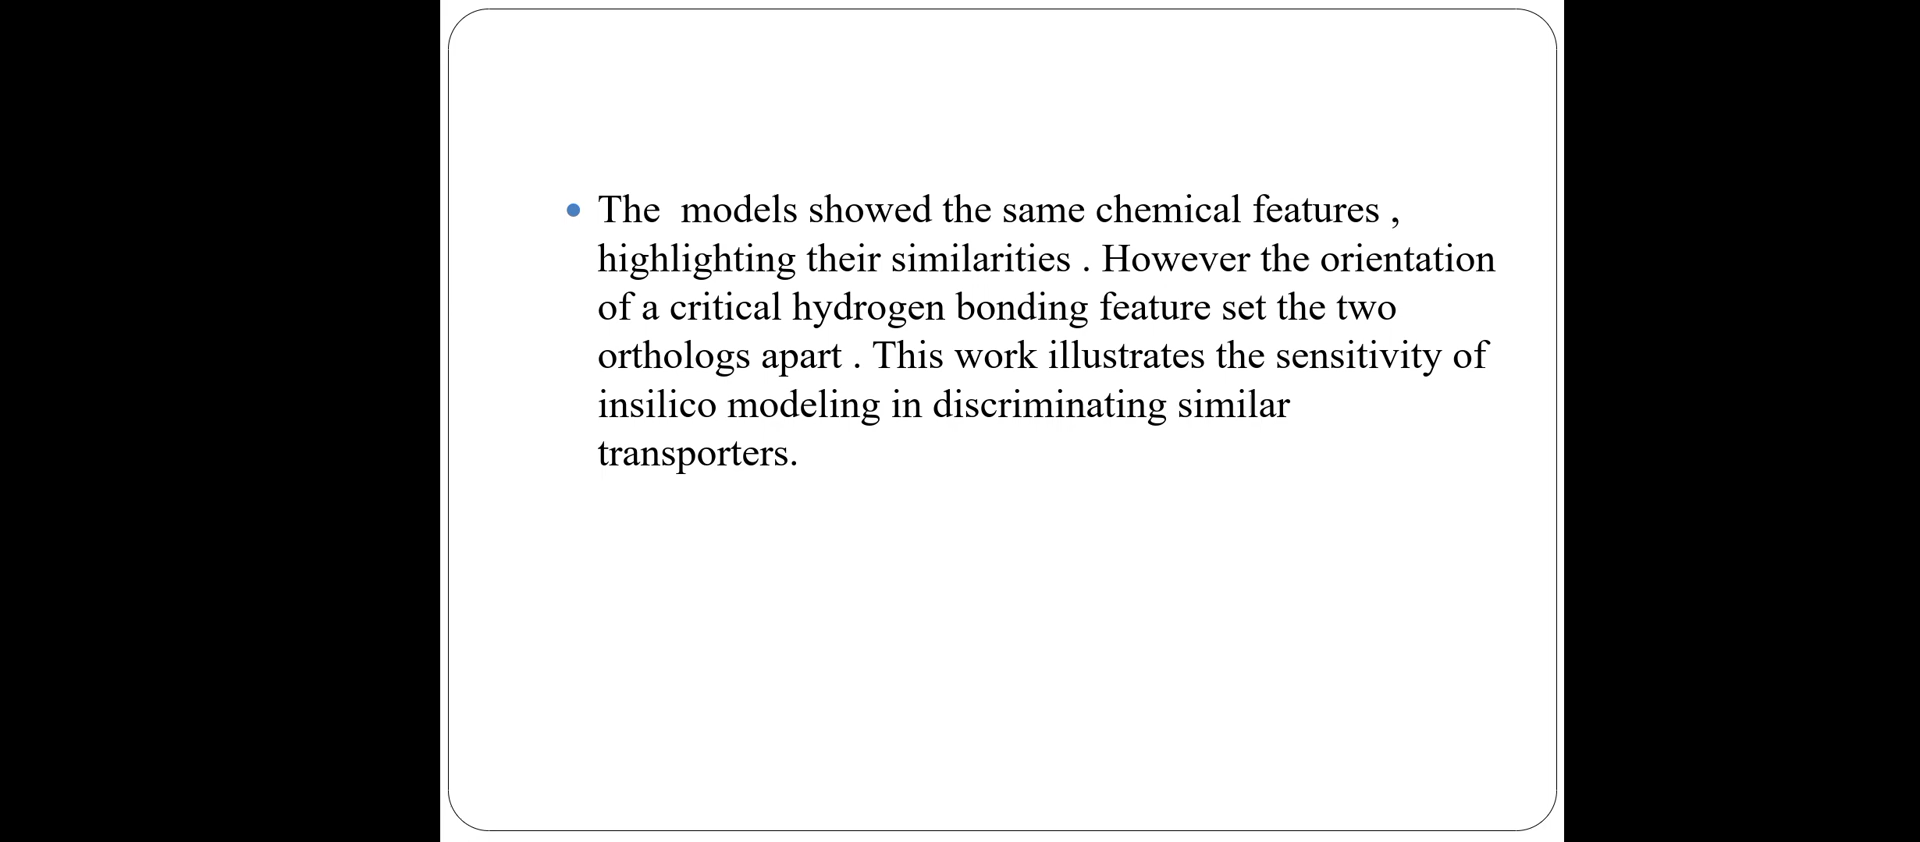 • The  models showed the same chemical features ,
highlighting their similarities . However the orientation
of a critical hydrogen bonding feature set the two
orthologs apart . This work illustrates the sensitivity of
insilico modeling in discriminating similar
transporters.